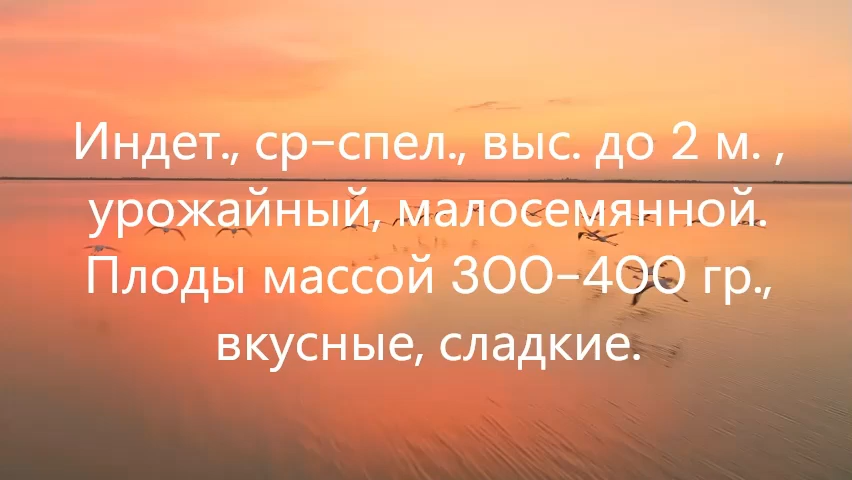 Индет., ср-спел., выс. до 2 м. ,
урожайный, малосемянной.
Плоды массой 300-400 гр.,
вкусные, сладкие.